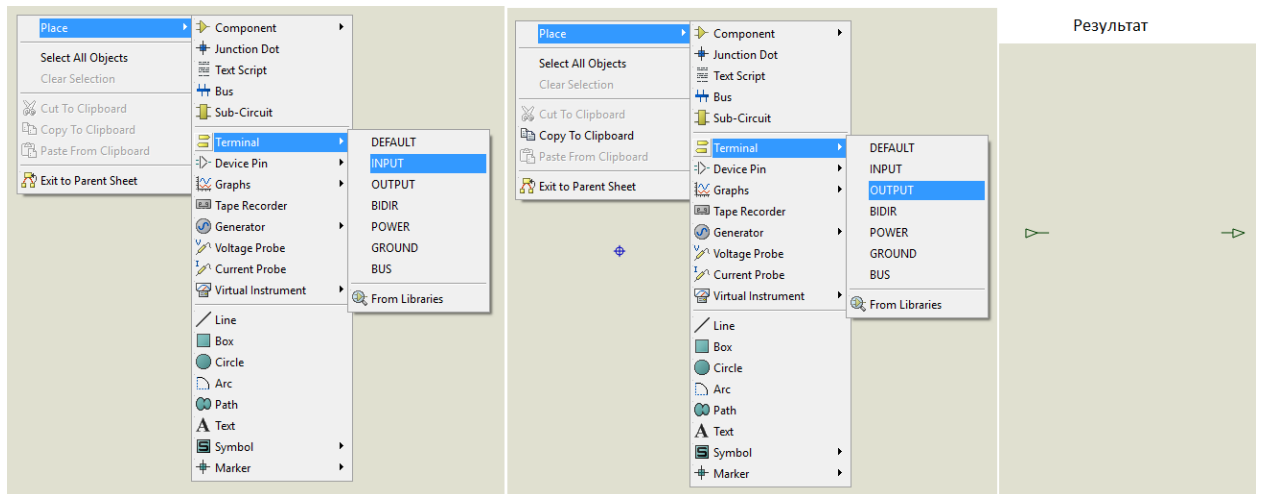 Place
Select All Objects
Clear Selection
Cut To Clipboard
Copy To Clipboard
Paste From Clipboard
Exit to Parent Sheet
Component
Junction Dot
Text Script
Bus
Sub-Circuit
Terminal
Device Pin
Graphs
Tape Recorder
Generator
Voltage Probe
Current Probe
Virtual Instrument
Line
Box
Circle
Arc
Path
Text
Symbol
Marker
DEFAULT
INPUT
OUTPUT
BIDIR
POWER
GROUND
BUS
From Libraries
Place
Select All Objects
Clear Selection
Cut To Clipboard
Copy To Clipboard
Paste From Clipboard
Exit to Parent Sheet
Component
Junction Dot
Text Script
Bus
Sub-Circuit
Terminal
Device Pin
Graphs
Tape Recorder
Generator
Voltage Probe
Current Probe
Virtual Instrument
Line
Box
Circle
Arc
Path
Text
Symbol
Marker
DEFAULT
INPUT
OUTPUT
BIDIR
POWER
GROUND
BUS
From Libraries
Результат